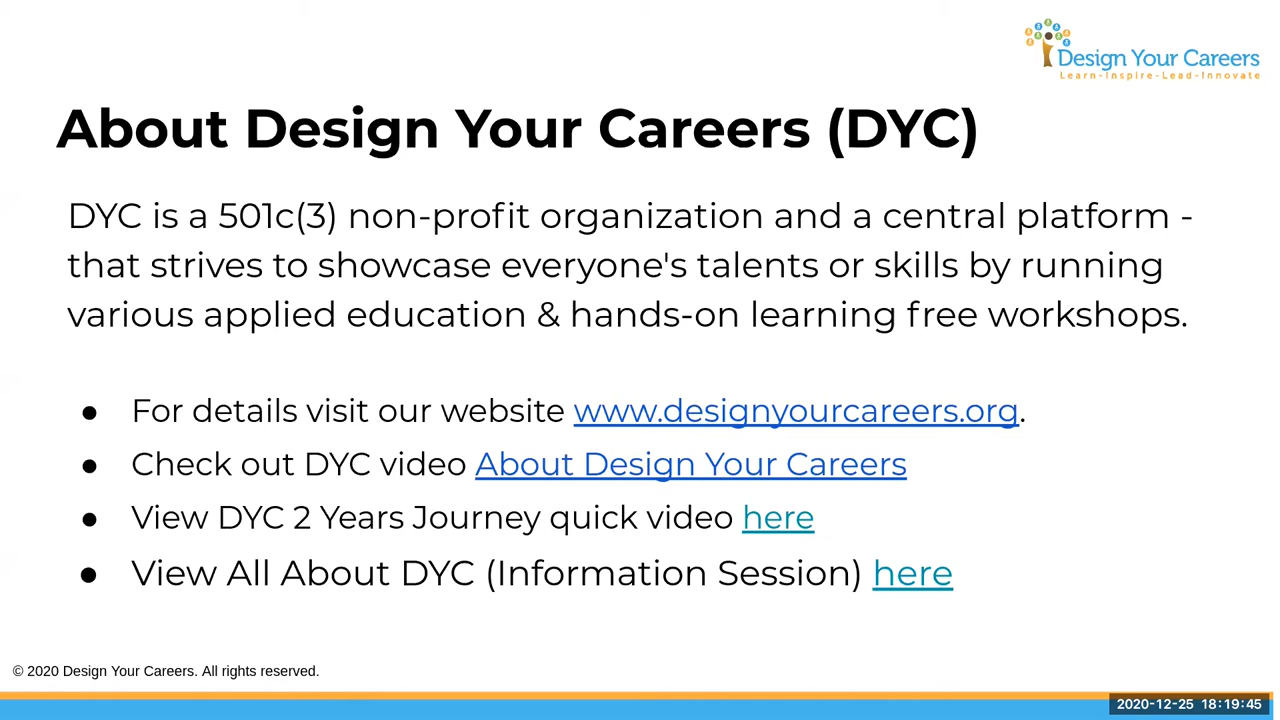 Design Your Careers
Learn-Inspire-Lead-Innovate
About Design Your Careers (DYC)
DYC is a 501c(3) non-profit organization and a central platform -
that strives to showcase everyone's talents or skills by running
various applied education & hands-on learning free workshops.
● For details visit our website www.designyourcareers.org.
● Check out DYC video About Design Your Careers
● View DYC 2 Years Journey quick video here
● View All About DYC (Information Session) here
© 2020 Design Your Careers. All rights reserved.
2020-12-25 18:19:45